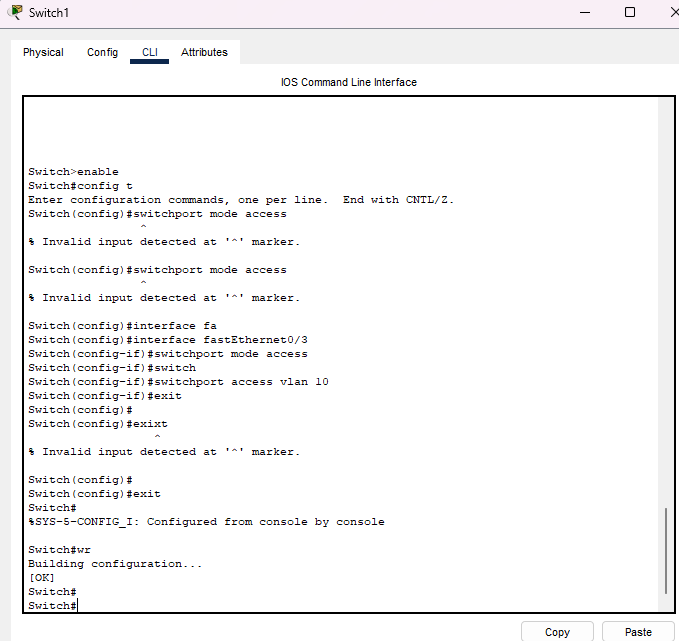 Switch1
Physical Config CLI Attributes
IOS Command Line Interface
Switch>enable
Switch#config t
Enter configuration commands, one per line.  End with CNTL/Z.
Switch(config)#switchport mode access
^
% Invalid input detected at '^' marker.
Switch(config)#switchport mode access
^
% Invalid input detected at '^' marker.
Switch(config)#interface fa
Switch(config)#interface fastEthernet0/3
Switch(config-if)#switchport mode access
Switch(config-if)#switch
Switch(config-if)#switchport access vlan 10
Switch(config-if)#exit
Switch(config)#
Switch(config)#exixt
^
% Invalid input detected at '^' marker.
Switch(config)#
Switch(config)#exit
Switch#
%SYS-5-CONFIG_I: Configured from console by console
Switch#wr
Building configuration...
[OK]
Switch#
Switch#
Copy Paste